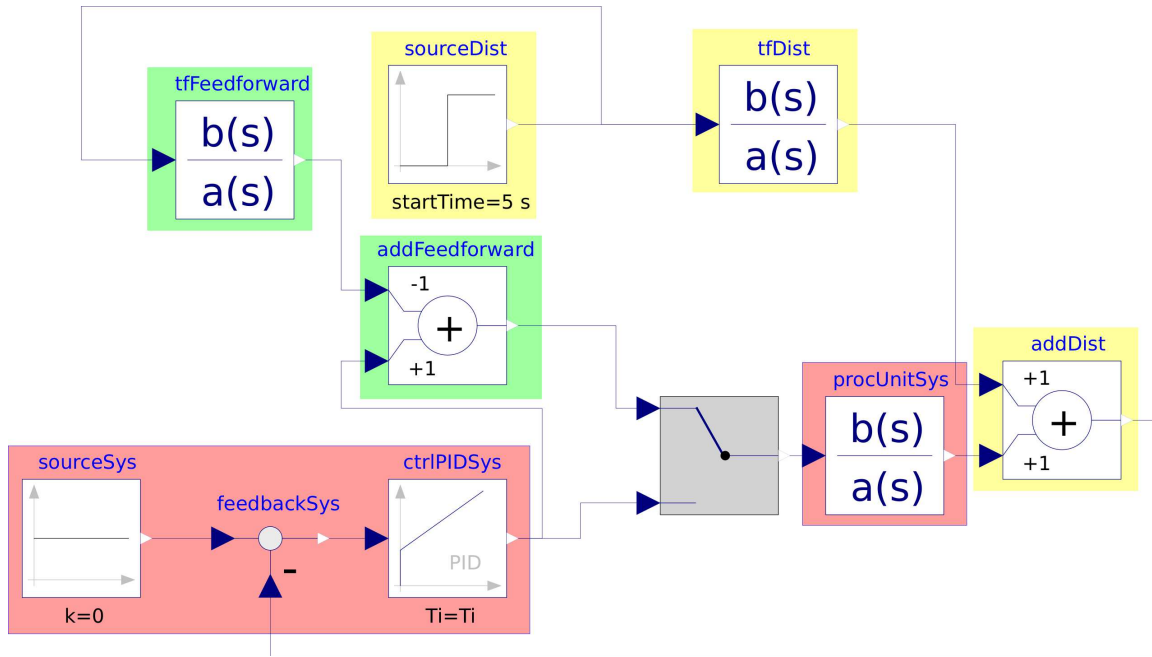 sourceDist
tfDist
tfFeedforward
b(s)
a(s)
b(s)
a(s)
startTime=5 s
addFeedforward
-1
+
+1
addDist
+1
+
+1
procUnitSys
b(s)
a(s)
sourceSys
ctrlPIDSys
feedbackSys
-
PID
k=0
Ti=Ti